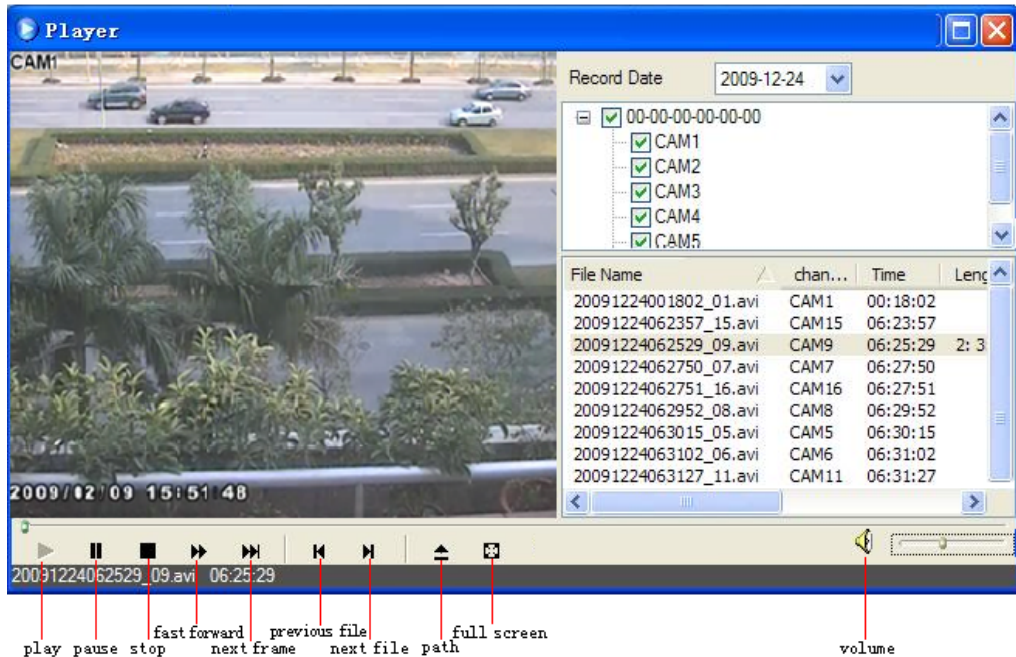 Player
CAM1
2009/02/09 15:51:48
Record Date 2009-12-24
00-00-00-00-00-00
CAM1
CAM2
CAM3
CAM4
CAM5
File Name chan... Time Leng
20091224001802_01.avi CAM1 00:18:02
20091224062357_15.avi CAM15 06:23:57
20091224062529_09.avi CAM9 06:25:29 2: 3
20091224062750_07.avi CAM7 06:27:50
20091224062751_16.avi CAM16 06:27:51
20091224062952_08.avi CAM8 06:29:52
20091224063015_05.avi CAM5 06:30:15
20091224063102_06.avi CAM6 06:31:02
20091224063127_11.avi CAM11 06:31:27
20091224062529_09.avi 06:25:29
fast forward previous file full screen
play pause stop next frame next file path volume